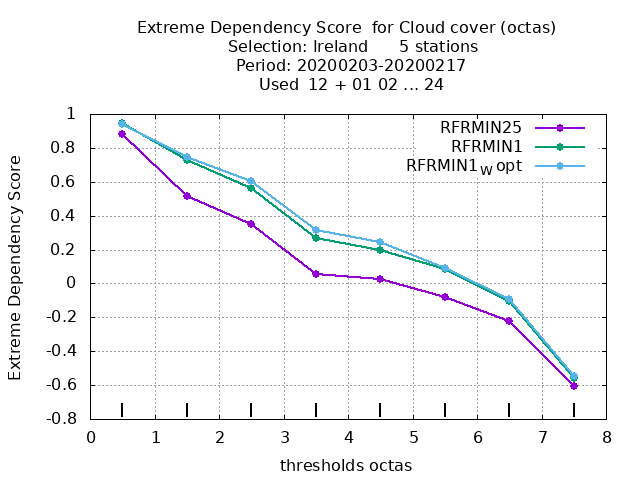 Extreme Dependency Score  for Cloud cover (octas)
Selection: Ireland      5 stations
Period: 20200203-20200217
Used  12 + 01 02 ... 24
RFRMIN25
RFRMIN1
RFRMIN1W opt
Extreme Dependency Score
1
0.8
0.6
0.4
0.2
0
-0.2
-0.4
-0.6
-0.8
0 1 2 3 4 5 6 7 8
thresholds octas